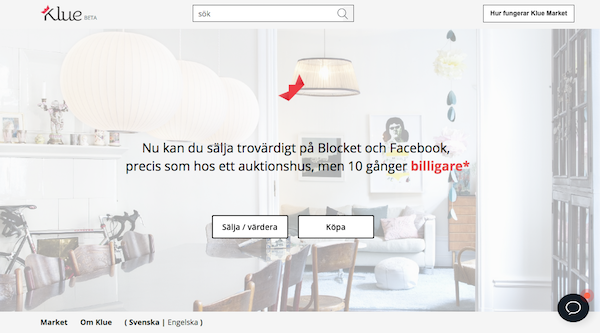 Klue BETA
sök
Hur fungerar Klue Market
Nu kan du sälja trovärdigt på Blocket och Facebook,
precis som hos ett auktionshus, men 10 gånger billigare*
Sälja / värdera
Köpa
Market
Om Klue
( Svenska | Engelska )